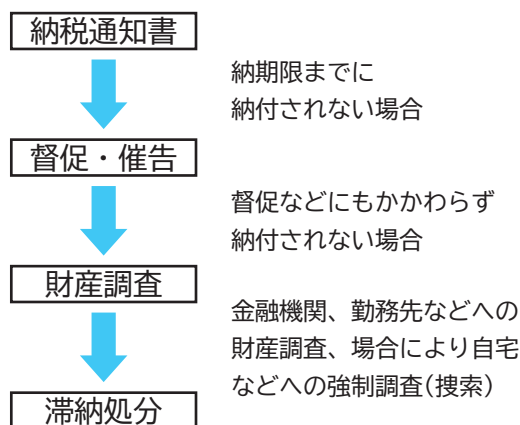 納税通知書
納期限までに
納付されない場合
督促・催告
督促などにもかかわらず
納付されない場合
財産調査
金融機関、勤務先などへの
財産調査、場合により自宅
などへの強制調査(捜索)
滞納処分